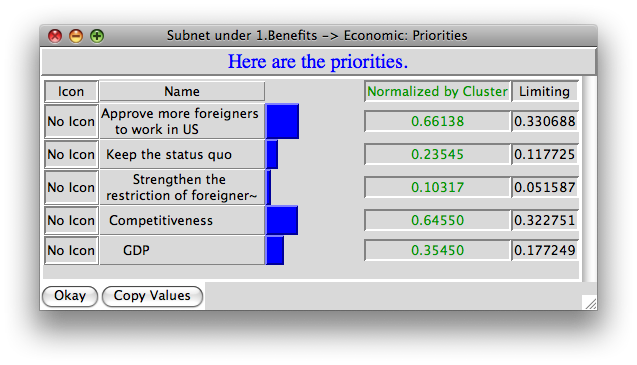 Subnet under 1.Benefits -> Economic: Priorities
Here are the priorities.
Icon Name Normalized by Cluster Limiting
No Icon Approve more foreigners to work in US 0.66138 0.330688
No Icon Keep the status quo 0.23545 0.117725
No Icon Strengthen the restriction of foreigner~ 0.10317 0.051587
No Icon Competitiveness 0.64550 0.322751
No Icon GDP 0.35450 0.177249
Okay Copy Values